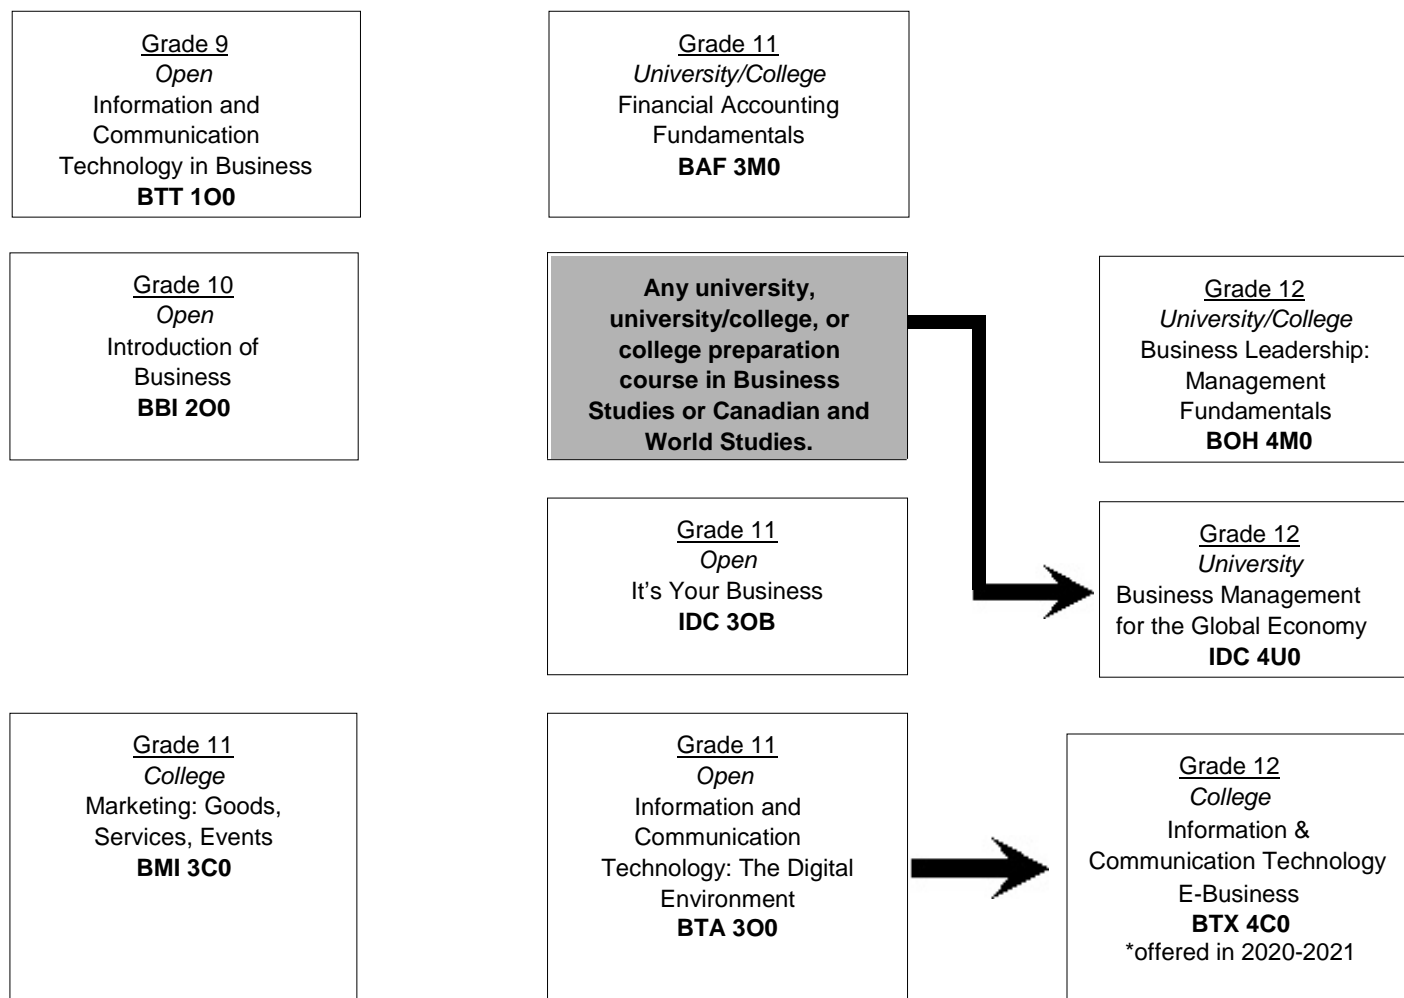 Grade 9
Open
Information and
Communication
Technology in Business
BTT 1O0
Grade 11
University/College
Financial Accounting
Fundamentals
BAF 3M0
Grade 10
Open
Introduction of
Business
BBI 2O0
Any university,
university/college, or
college preparation
course in Business
Studies or Canadian and
World Studies.
Grade 12
University/College
Business Leadership:
Management
Fundamentals
BOH 4M0
Grade 11
Open
It’s Your Business
IDC 3OB
Grade 12
University
Business Management
for the Global Economy
IDC 4U0
Grade 11
College
Marketing: Goods,
Services, Events
BMI 3C0
Grade 11
Open
Information and
Communication
Technology: The Digital
Environment
BTA 3O0
Grade 12
College
Information &
Communication Technology
E-Business
BTX 4C0
*offered in 2020-2021